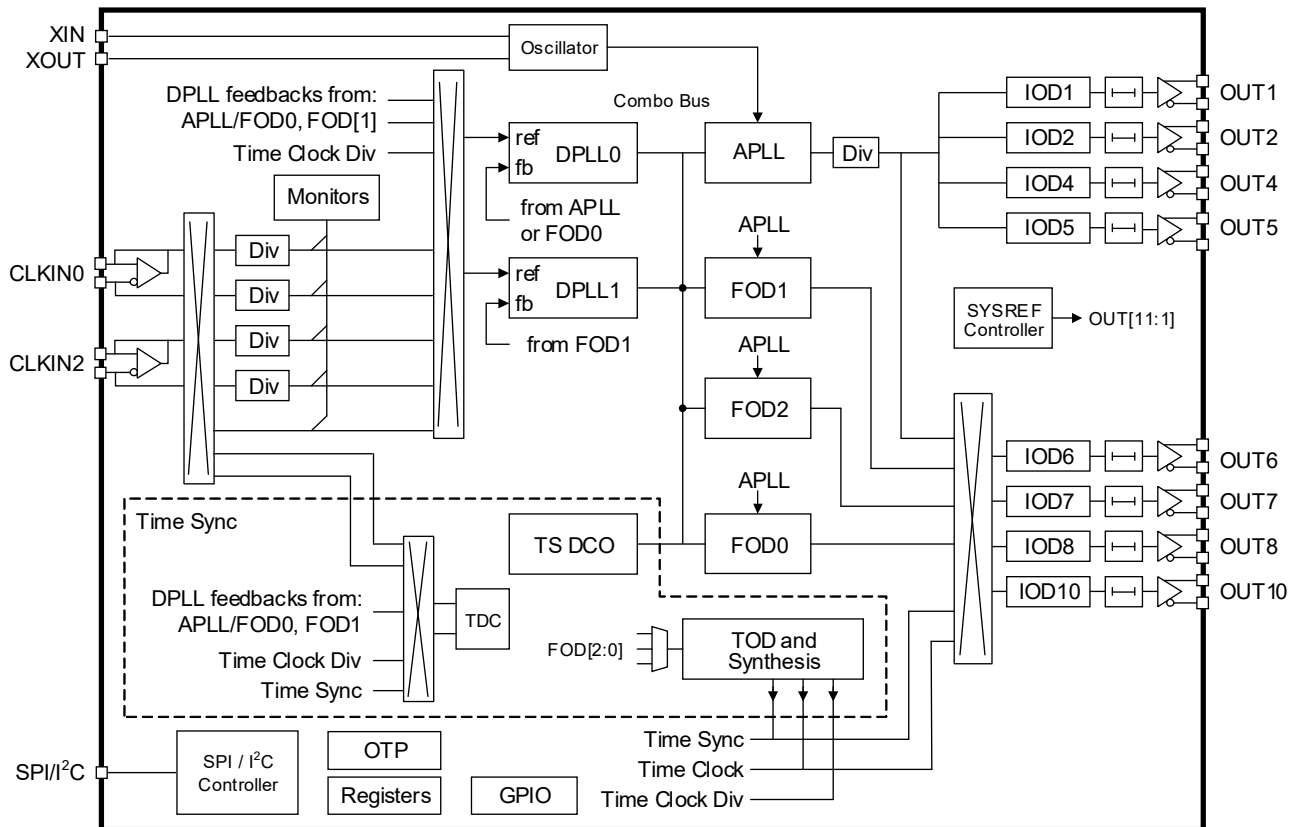 XIN
XOUT
Oscillator
DPLL feedbacks from:
APLL/FOD0, FOD[1]
Time Clock Div
Combo Bus
ref
fb
DPLL0
APLL
Div
IOD1
OUT1
IOD2
OUT2
IOD4
OUT4
IOD5
OUT5
Monitors
from APLL
or FOD0
CLKIN0
Div
Div
Div
Div
CLKIN2
ref
fb
DPLL1
from FOD1
APLL
FOD1
SYSREF
Controller
OUT[11:1]
APLL
FOD2
APLL
FOD0
IOD6
OUT6
IOD7
OUT7
IOD8
OUT8
IOD10
OUT10
Time Sync
TS DCO
DPLL feedbacks from:
APLL/FOD0, FOD1
Time Clock Div
Time Sync
TDC
FOD[2:0]
TOD and
Synthesis
Time Sync
Time Clock
Time Clock Div
SPI/I²C
SPI / I²C
Controller
OTP
Registers
GPIO